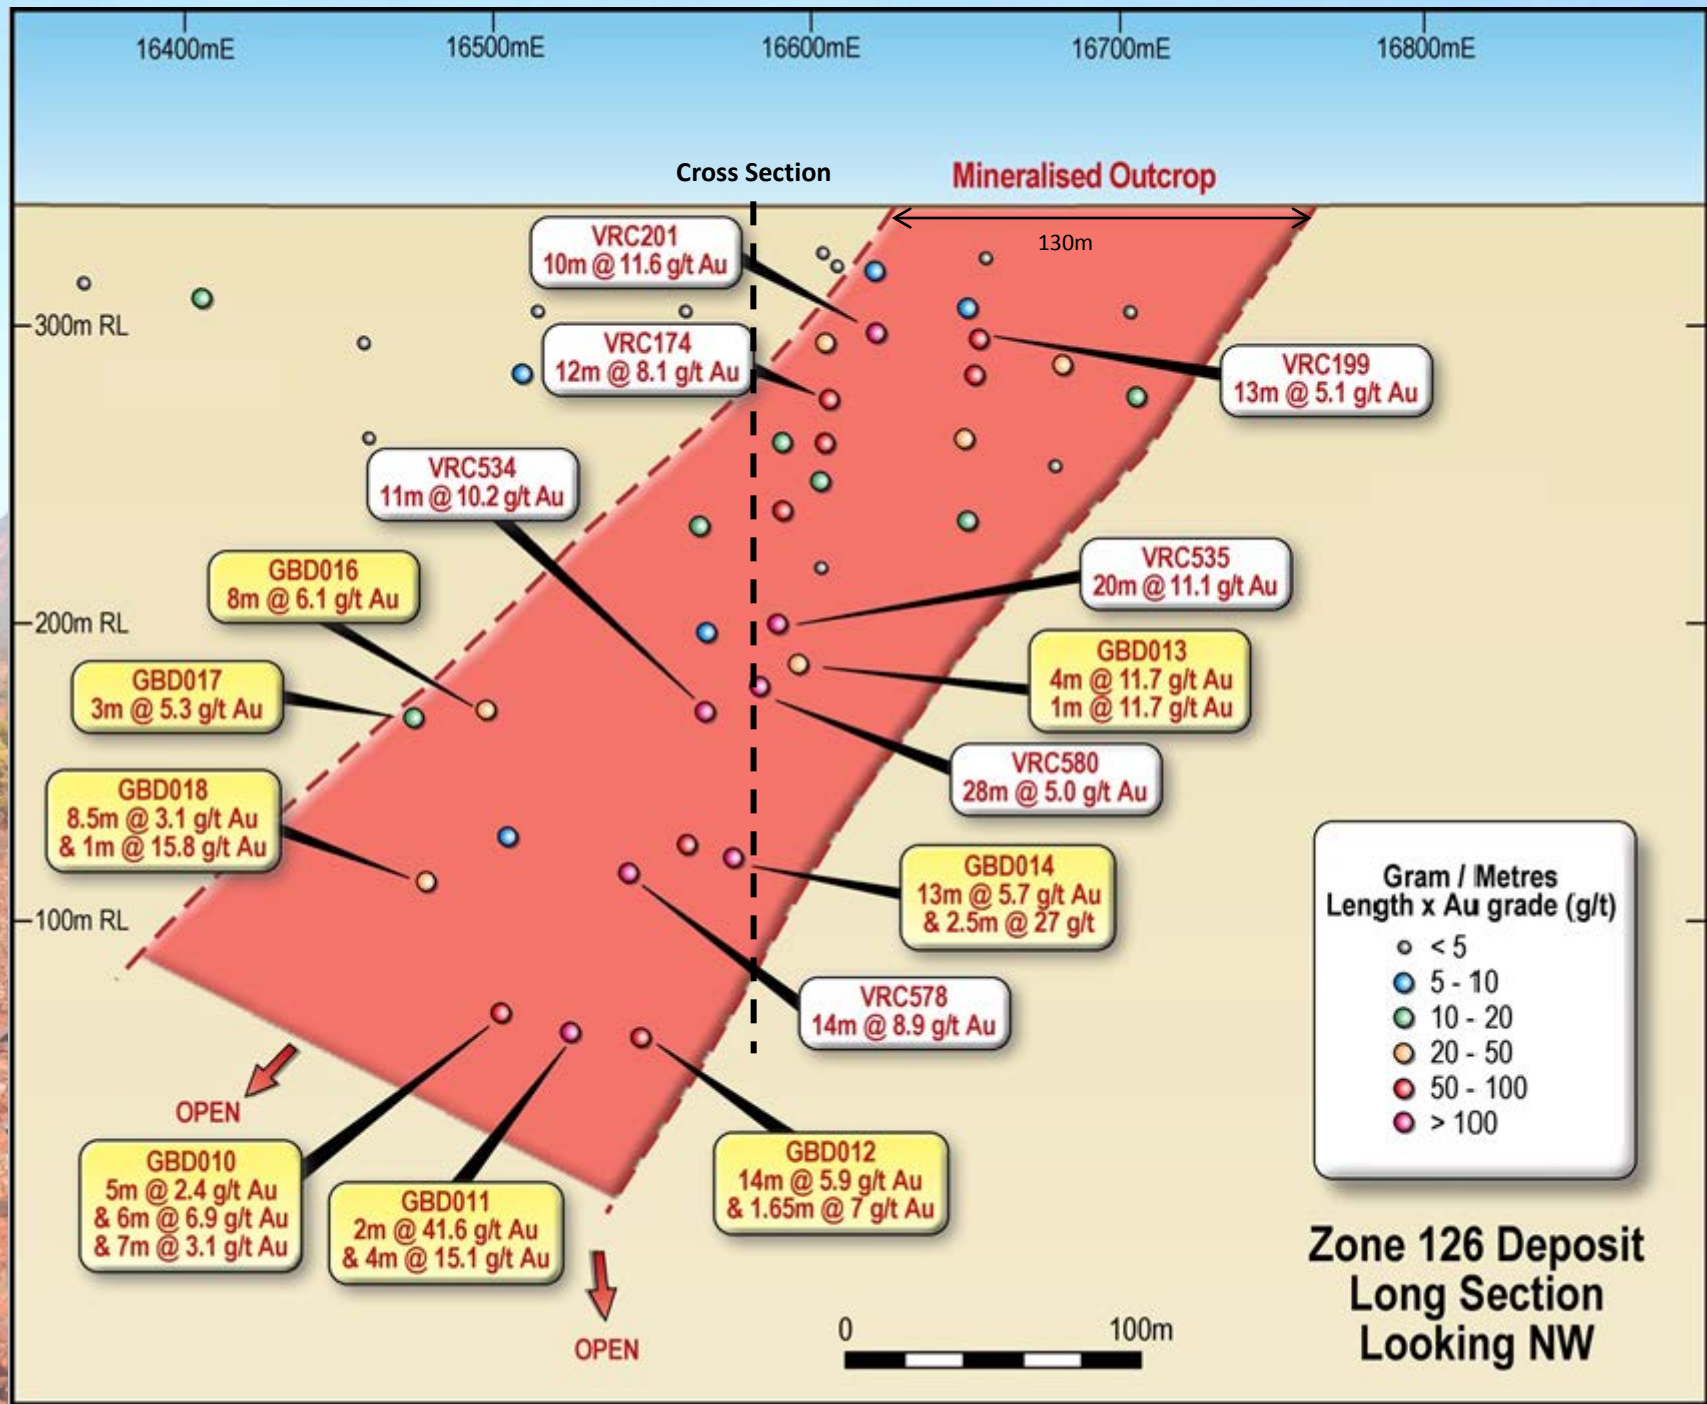 16400mE
16500mE
16600mE
16700mE
16800mE
Cross Section
Mineralised Outcrop
130m
VRC201
10m @ 11.6 g/t Au
300m RL
VRC174
12m @ 8.1 g/t Au
VRC199
13m @ 5.1 g/t Au
VRC534
11m @ 10.2 g/t Au
VRC535
20m @ 11.1 g/t Au
GBD016
8m @ 6.1 g/t Au
200m RL
GBD013
4m @ 11.7 g/t Au
1m @ 11.7 g/t Au
GBD017
3m @ 5.3 g/t Au
VRC580
28m @ 5.0 g/t Au
GBD018
8.5m @ 3.1 g/t Au
& 1m @ 15.8 g/t Au
GBD014
13m @ 5.7 g/t Au
& 2.5m @ 27 g/t
100m RL
VRC578
14m @ 8.9 g/t Au
OPEN
GBD010
5m @ 2.4 g/t Au
& 6m @ 6.9 g/t Au
& 7m @ 3.1 g/t Au
GBD011
2m @ 41.6 g/t Au
& 4m @ 15.1 g/t Au
GBD012
14m @ 5.9 g/t Au
& 1.65m @ 7 g/t Au
OPEN
Gram / Metres
Length x Au grade (g/t)
< 5
5 - 10
10 - 20
20 - 50
50 - 100
> 100
Zone 126 Deposit
Long Section
Looking NW
0
100m